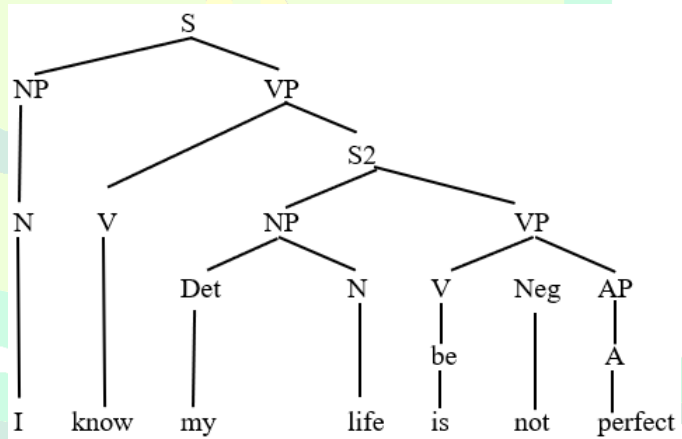 S
NP VP
S2
N V NP VP
Det N V Neg AP
be A
I know my life is not perfect